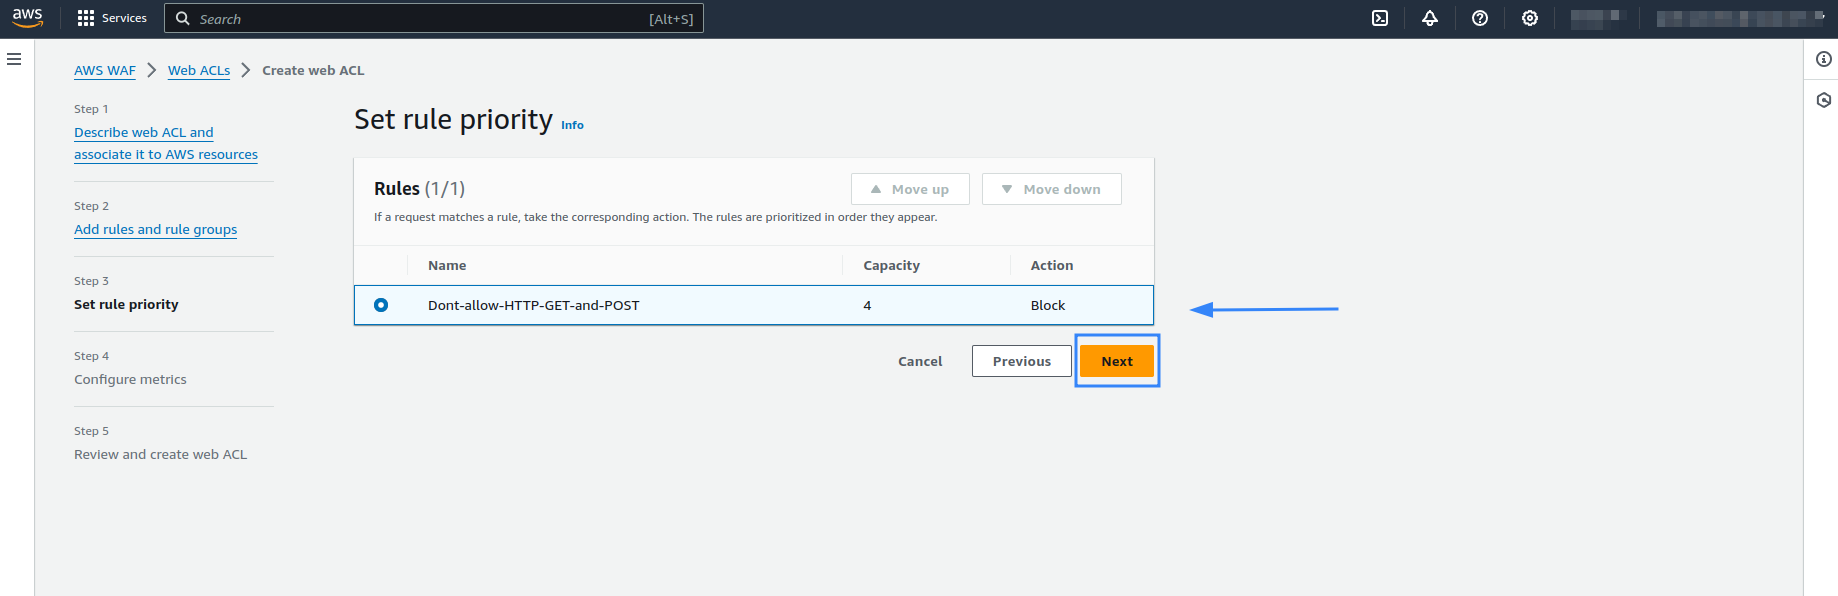 aws
Services
Search
[Alt+S]
AWS WAF
Web ACLs
Create web ACL
Step 1
Describe web ACL and
associate it to AWS resources
Step 2
Add rules and rule groups
Step 3
Set rule priority
Step 4
Configure metrics
Step 5
Review and create web ACL
Set rule priority Info
Rules (1/1)
Move up
Move down
If a request matches a rule, take the corresponding action. The rules are prioritized in order they appear.
Name Capacity Action
Dont-allow-HTTP-GET-and-POST 4 Block
Cancel Previous Next